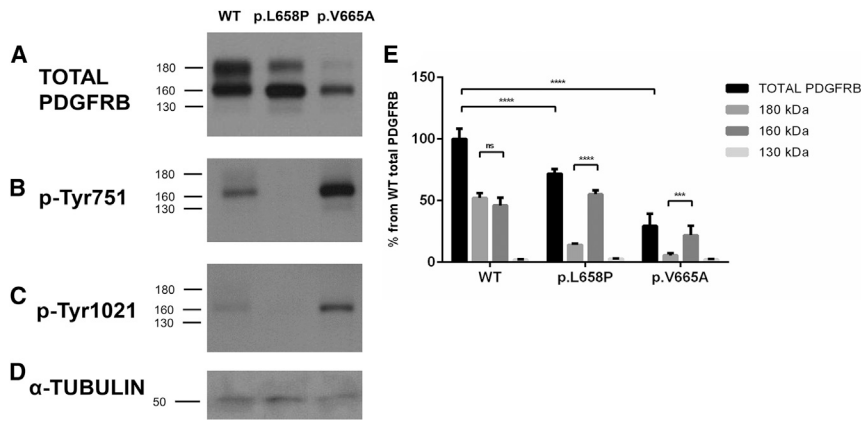 WT p.L658P p.V665A
A
TOTAL
PDGFRB
180
160
130
B
p-Tyr751
180
160
130
C
p-Tyr1021
180
160
130
D
α-TUBULIN
50
E
% from WT total PDGFRB
150
100
50
0
****
****
ns
****
***
WT p.L658P p.V665A
TOTAL PDGFRB
180 kDa
160 kDa
130 kDa